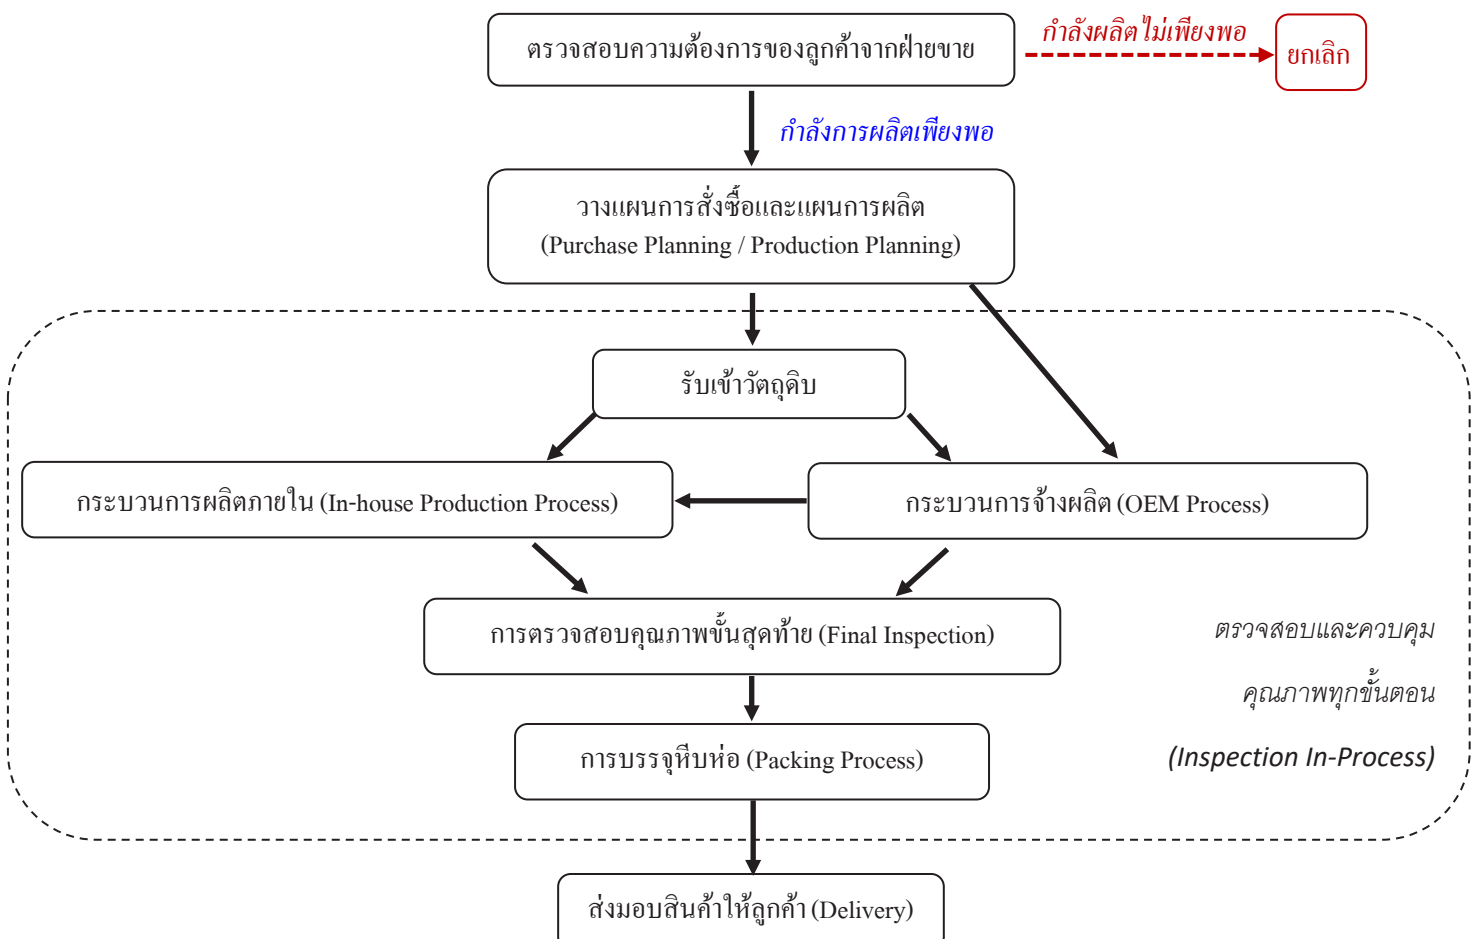 ตรวจสอบความต้องการของลูกค้าจากฝ่ายขาย
กำลังผลิตไม่เพียงพอ
ยกเลิก
กำลังการผลิตเพียงพอ
วางแผนการสั่งซื้อและแผนการผลิต
(Purchase Planning / Production Planning)
รับเข้าวัตถุดิบ
กระบวนการผลิตภายใน (In-house Production Process)
กระบวนการจ้างผลิต (OEM Process)
การตรวจสอบคุณภาพขั้นสุดท้าย (Final Inspection)
ตรวจสอบและควบคุม
คุณภาพทุกขั้นตอน
(Inspection In-Process)
การบรรจุหีบห่อ (Packing Process)
ส่งมอบสินค้าให้ลูกค้า (Delivery)